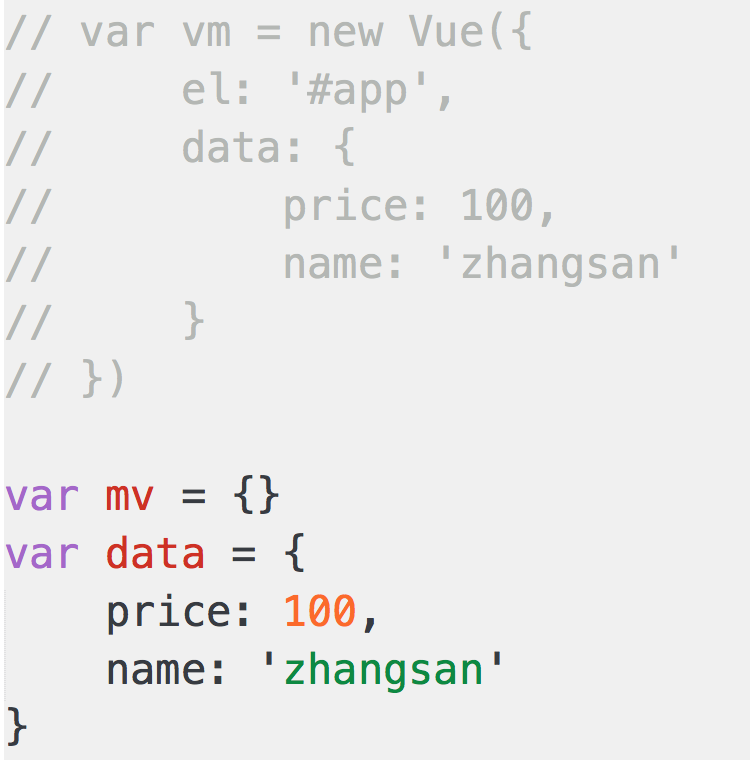 // var vm = new Vue({
//     el: '#app',
//     data: {
//         price: 100,
//         name: 'zhangsan'
//     }
// })
var mv = {}
var data = {
    price: 100,
    name: 'zhangsan'
}